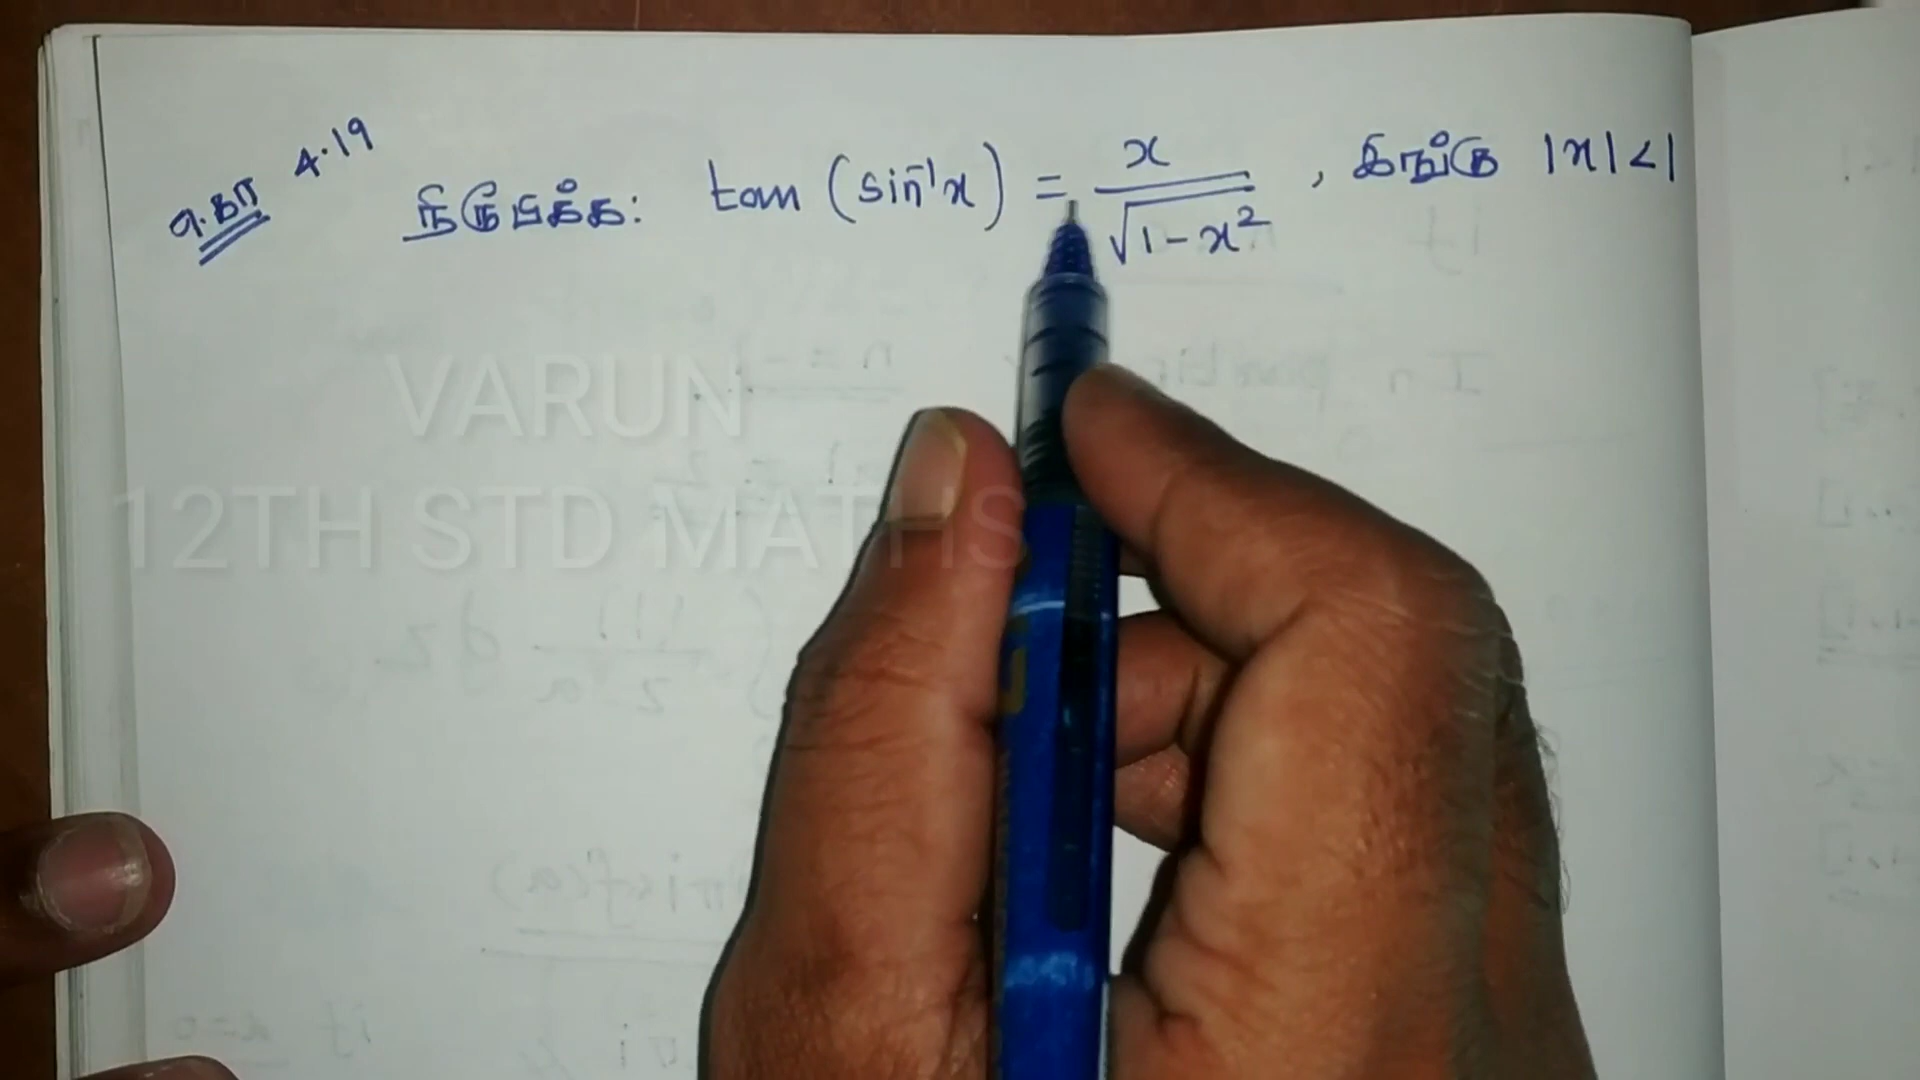 எ.கா 4.19 நிரூபிக்க: tan (sin⁻¹x) = x / √1-x² , இங்கு |x|<1
VARUN
12TH STD MATHS